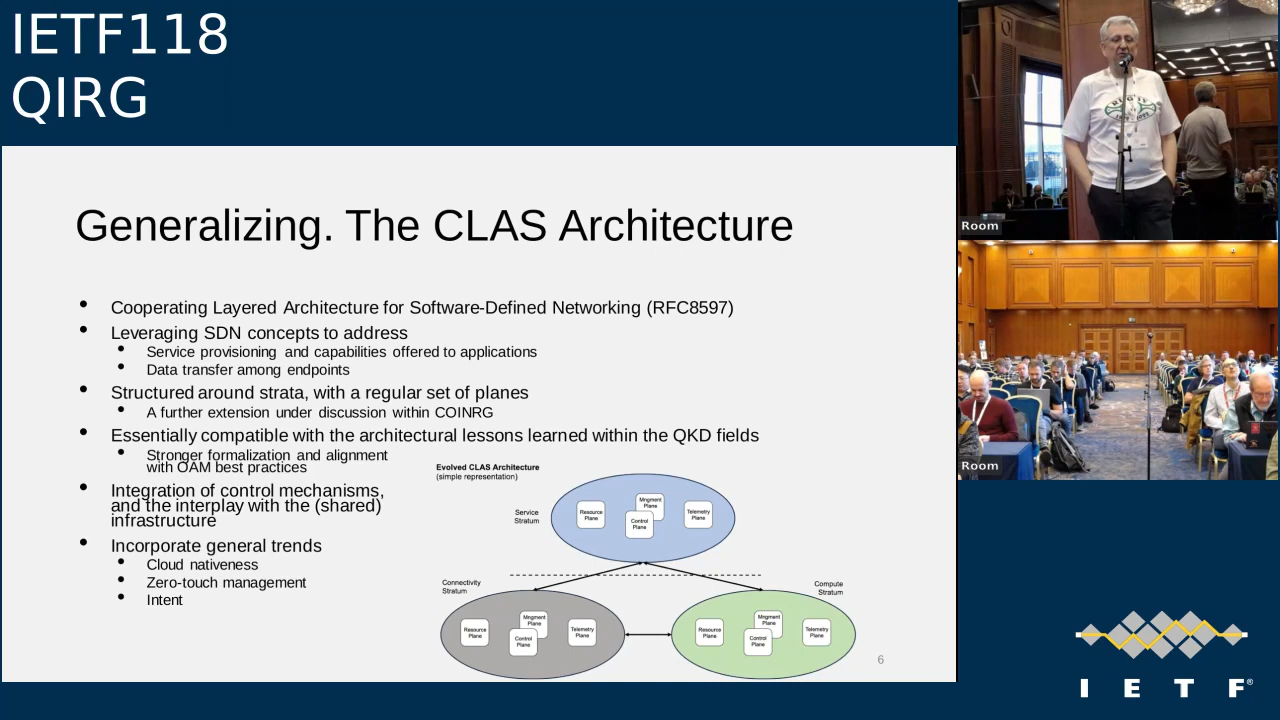 IETF118
QIRG
Generalizing. The CLAS Architecture
• Cooperating Layered Architecture for Software-Defined Networking (RFC8597)
• Leveraging SDN concepts to address
• Service provisioning and capabilities offered to applications
• Data transfer among endpoints
• Structured around strata, with a regular set of planes
• A further extension under discussion within COINRG
• Essentially compatible with the architectural lessons learned within the QKD fields
• Stronger formalization and alignment
with OAM best practices
• Integration of control mechanisms,
and the interplay with the (shared)
infrastructure
• Incorporate general trends
• Cloud nativeness
• Zero-touch management
• Intent
Evolved CLAS Architecture
(simple representation)
Service
Stratum
Resource
Plane
Mngment
Plane
Control
Plane
Telemetry
Plane
Connectivity
Stratum
Resource
Plane
Mngment
Plane
Control
Plane
Telemetry
Plane
Compute
Stratum
Resource
Plane
Mngment
Plane
Control
Plane
Telemetry
Plane
6
Room
Room
I E T F®